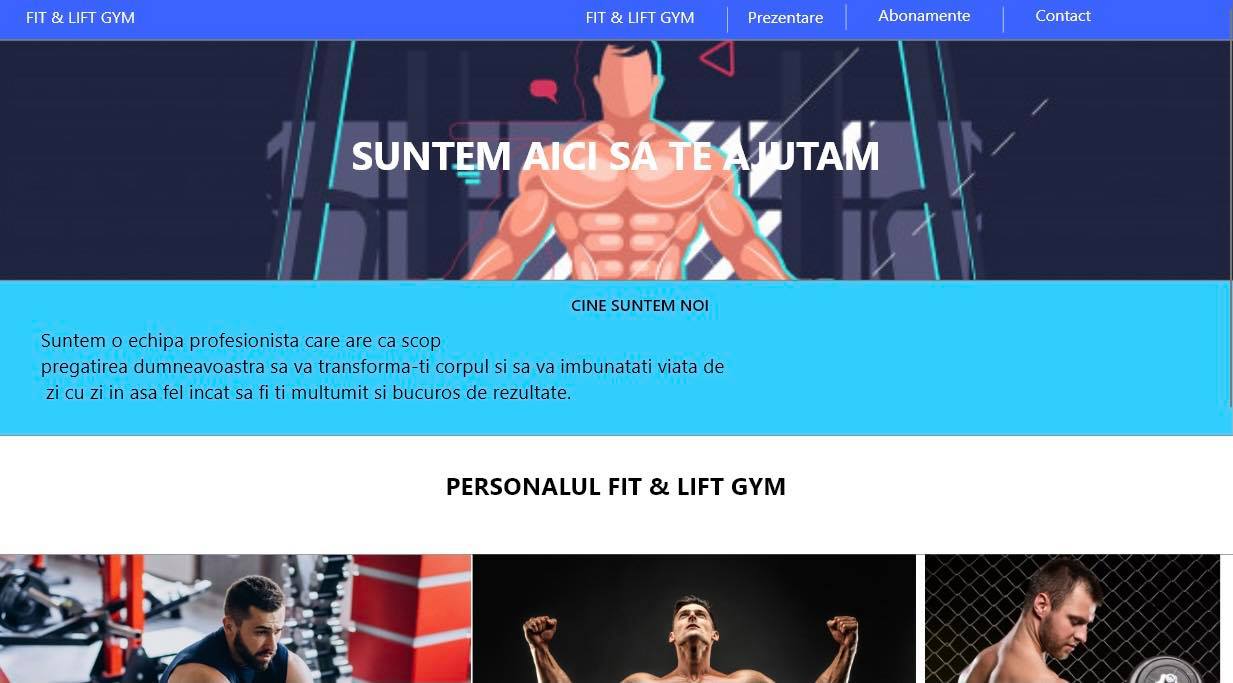 FIT & LIFT GYM
FIT & LIFT GYM
Prezentare
Abonamente
Contact
SUNTEM AICI SA TE AJUTAM
CINE SUNTEM NOI
Suntem o echipa profesionista care are ca scop
pregatirea dumneavoastra sa va transforma-ti corpul si sa va imbunatati viata de
zi cu zi in asa fel incat sa fi ti multumit si bucuros de rezultate.
PERSONALUL FIT & LIFT GYM